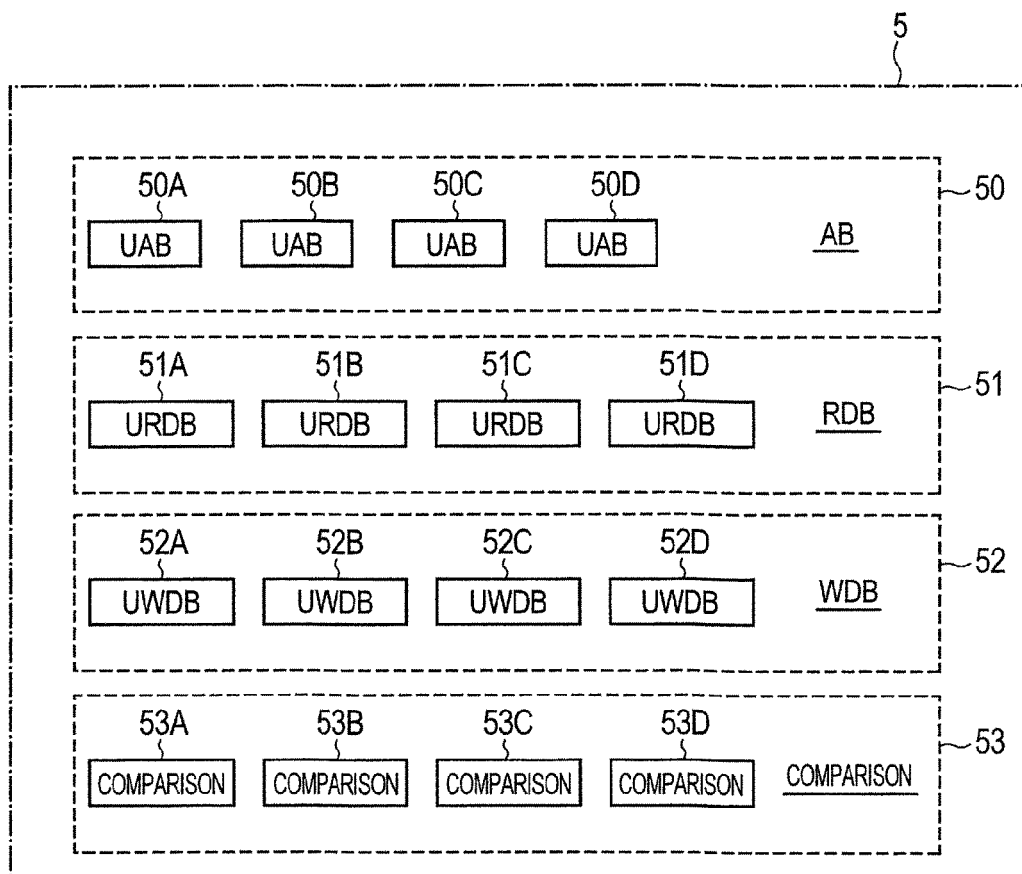 5
50A 50B 50C 50D 50
UAB UAB UAB UAB AB
51A 51B 51C 51D 51
URDB URDB URDB URDB RDB
52A 52B 52C 52D 52
UWDB UWDB UWDB UWDB WDB
53A 53B 53C 53D 53
COMPARISON COMPARISON COMPARISON COMPARISON COMPARISON